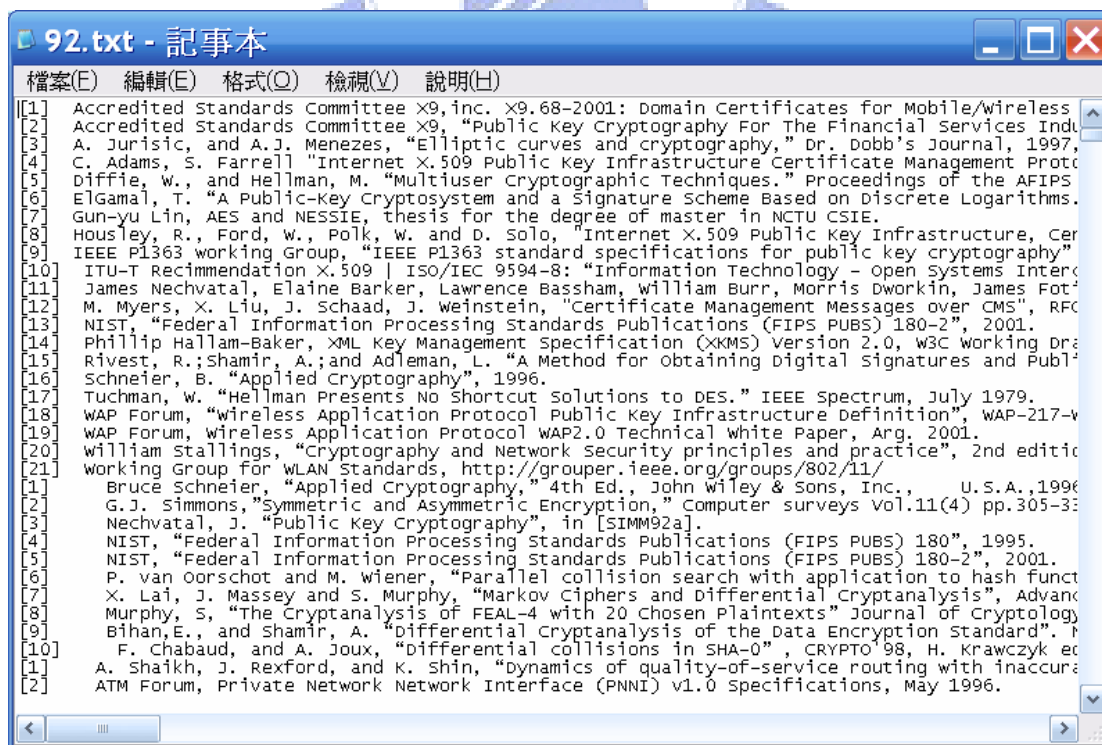 92.txt - 記事本
檔案(F) 編輯(E) 格式(O) 檢視(V) 說明(H)
[1] Accredited Standards Committee X9,inc. X9.68-2001: Domain Certificates for Mobile/Wireless
[2] Accredited Standards Committee X9, “Public Key Cryptography For The Financial Services Indu
[3] A. Jurisic, and A.J. Menezes, “Elliptic curves and cryptography,” Dr. Dobb’s Journal, 1997,
[4] C. Adams, S. Farrell "Internet X.509 Public Key Infrastructure Certificate Management Proto
[5] Diffie, W., and Hellman, M. “Multiuser Cryptographic Techniques.” Proceedings of the AFIPS
[6] ElGamal, T. “A Public-Key Cryptosystem and a Signature Scheme Based on Discrete Logarithms.
[7] Gun-yu Lin, AES and NESSIE, thesis for the degree of master in NCTU CSIE.
[8] Housley, R., Ford, W., Polk, W. and D. Solo, "Internet X.509 Public Key Infrastructure, Cer
[9] IEEE P1363 working Group, “IEEE P1363 standard specifications for public key cryptography”
[10] ITU-T Recimmendation X.509 | ISO/IEC 9594-8: “Information Technology – Open Systems Interc
[11] James Nechvatal, Elaine Barker, Lawrence Bassham, William Burr, Morris Dworkin, James Foti
[12] M. Myers, X. Liu, J. Schaad, J. Weinstein, "Certificate Management Messages over CMS", RFC
[13] NIST, “Federal Information Processing Standards Publications (FIPS PUBS) 180-2”, 2001.
[14] Phillip Hallam-Baker, XML Key Management Specification (XKMS) Version 2.0, W3C Working Dra
[15] Rivest, R.;Shamir, A.;and Adleman, L. “A Method for Obtaining Digital Signatures and Publi
[16] Schneier, B. “Applied Cryptography”, 1996.
[17] Tuchman, W. “Hellman Presents No Shortcut Solutions to DES.” IEEE Spectrum, July 1979.
[18] WAP Forum, “Wireless Application Protocol Public Key Infrastructure Definition”, WAP-217-W
[19] WAP Forum, Wireless Application Protocol WAP2.0 Technical White Paper, Arg. 2001.
[20] William Stallings, “Cryptography and Network Security principles and practice”, 2nd editio
[21] Working Group for WLAN Standards, http://grouper.ieee.org/groups/802/11/
[1] Bruce Schneier, “Applied Cryptography,” 4th Ed., John Wiley & Sons, Inc., U.S.A.,1996
[2] G.J. Simmons,”Symmetric and Asymmetric Encryption,” Computer surveys Vol.11(4) pp.305-33
[3] Nechvatal, J. “Public Key Cryptography”, in [SIMM92a].
[4] NIST, “Federal Information Processing Standards Publications (FIPS PUBS) 180”, 1995.
[5] NIST, “Federal Information Processing Standards Publications (FIPS PUBS) 180-2”, 2001.
[6] P. van Oorschot and M. Wiener, “Parallel collision search with application to hash funct
[7] X. Lai, J. Massey and S. Murphy, “Markov Ciphers and Differential Cryptanalysis”, Advanc
[8] Murphy, S, “The Cryptanalysis of FEAL-4 with 20 Chosen Plaintexts” Journal of Cryptology
[9] Bihan,E., and Shamir, A. “Differential Cryptanalysis of the Data Encryption Standard”.
[10] F. Chabaud, and A. Joux, “Differential collisions in SHA-0” , CRYPTO’98, H. Krawczyk ed
[1] A. Shaikh, J. Rexford, and K. Shin, “Dynamics of quality-of-service routing with inaccura
[2] ATM Forum, Private Network Network Interface (PNNI) v1.0 Specifications, May 1996.